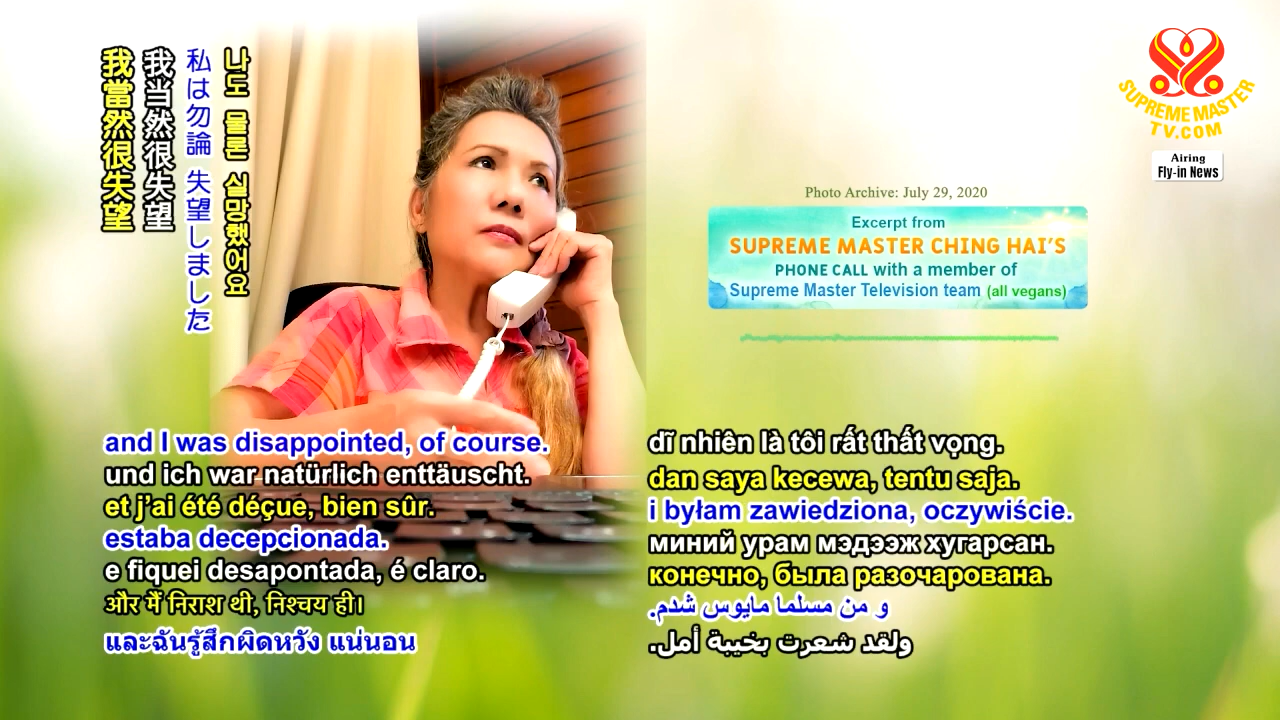 我當然很失望
我当然很失望
私は勿論 失望しました
나도 물론 실망했어요
SUPREME MASTER
TV.COM
Airing
Fly-in News
Photo Archive: July 29, 2020
Excerpt from
SUPREME MASTER CHING HAI'S
PHONE CALL with a member of
Supreme Master Television team (all vegans)
and I was disappointed, of course.
und ich war natürlich enttäuscht.
et j'ai été déçue, bien sûr.
estaba decepcionada.
e fiquei desapontada, é claro.
और मैं निराश थी, निश्चय ही।
และฉันรู้สึกผิดหวัง แน่นอน
dĩ nhiên là tôi rất thất vọng.
dan saya kecewa, tentu saja.
i byłam zawiedziona, oczywiście.
миний урам мэдээж хугарсан.
конечно, была разочарована.
و من مسلما مایوس شدم.
ولقد شعرت بخيبة أمل.